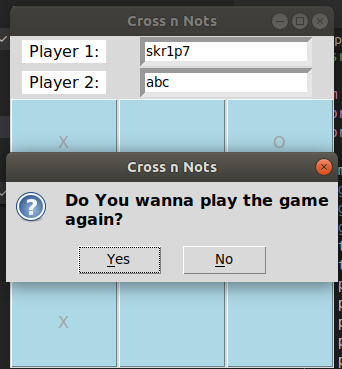 Cross n Nots
Player 1: skr1p7
Player 2: abc
X O
Cross n Nots
Do You wanna play the game
again?
Yes No
X